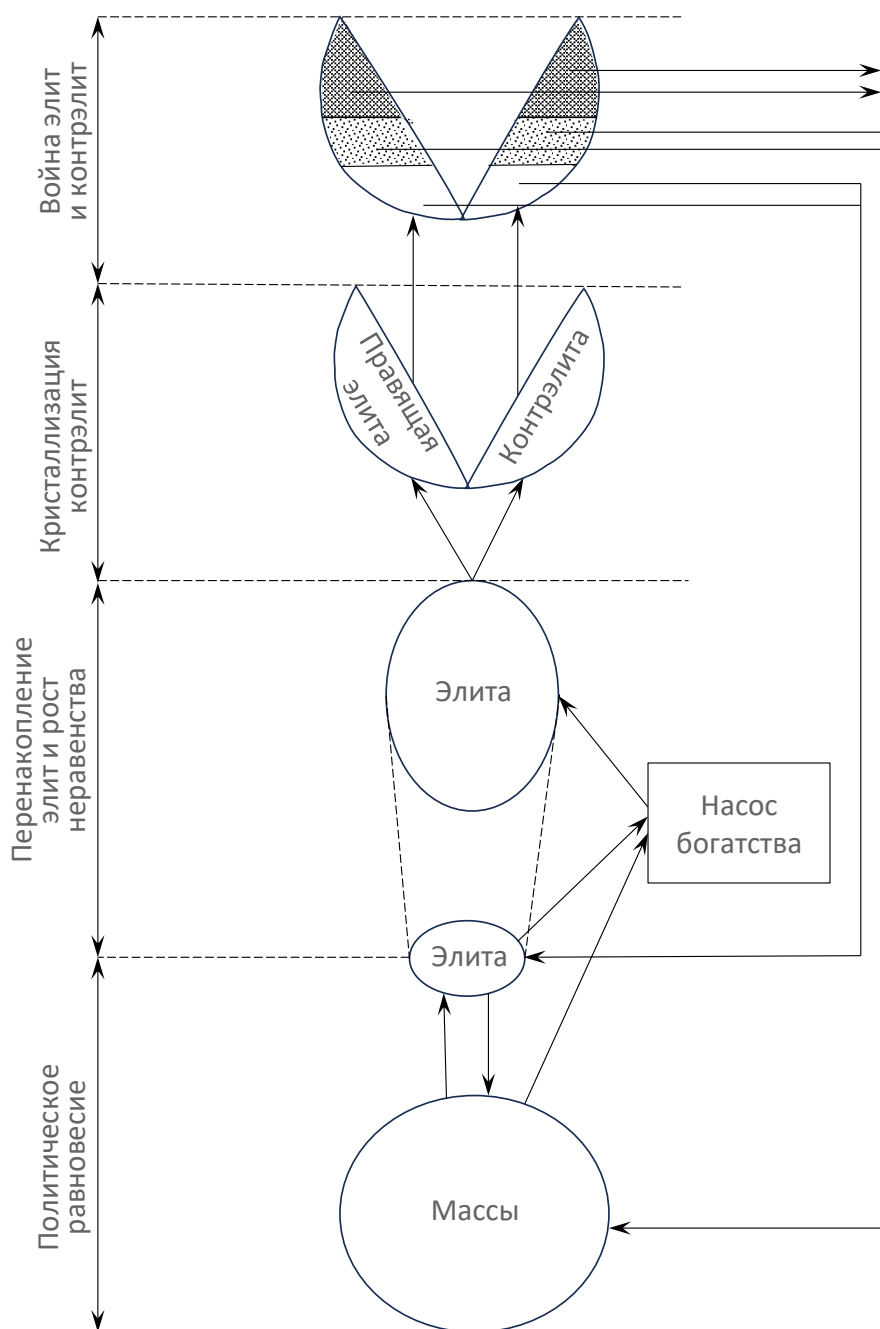 Война элит
и контрэлит
Правящая
элита
Контрэлита
Кристаллизация
контрэлит
Элита
Перенакопление
элит и рост
неравенства
Насос
богатства
Элита
Политическое
равновесие
Массы